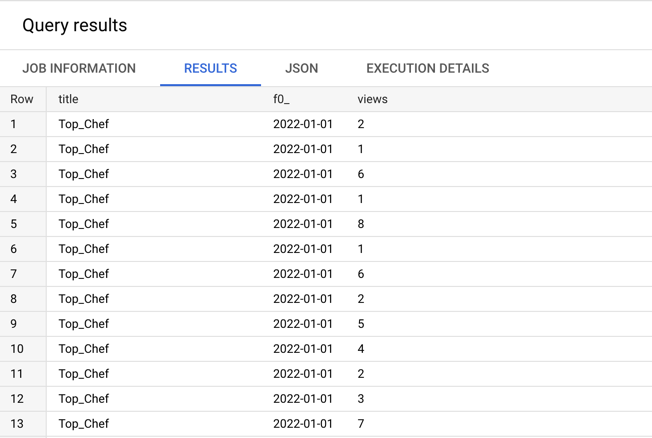 Query results
JOB INFORMATION RESULTS JSON EXECUTION DETAILS
Row title f0_ views
1 Top_Chef 2022-01-01 2
2 Top_Chef 2022-01-01 1
3 Top_Chef 2022-01-01 6
4 Top_Chef 2022-01-01 1
5 Top_Chef 2022-01-01 8
6 Top_Chef 2022-01-01 1
7 Top_Chef 2022-01-01 6
8 Top_Chef 2022-01-01 2
9 Top_Chef 2022-01-01 5
10 Top_Chef 2022-01-01 4
11 Top_Chef 2022-01-01 2
12 Top_Chef 2022-01-01 3
13 Top_Chef 2022-01-01 7